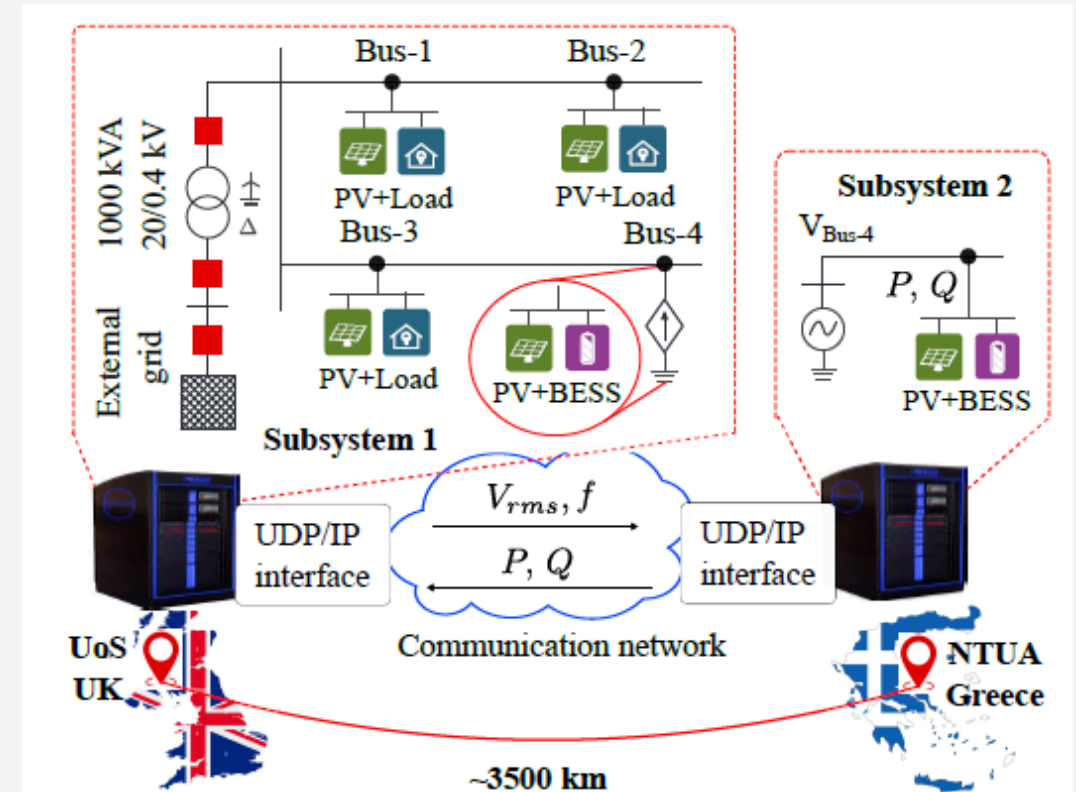 Bus-1
Bus-2
1000 kVA
20/0.4 kV
Δ
PV+Load
PV+Load
Bus-3
Bus-4
External
grid
PV+Load
PV+BESS
Subsystem 1
Subsystem 2
V_Bus-4
P, Q
PV+BESS
UDP/IP
interface
V_rms, f
P, Q
UDP/IP
interface
Communication network
UoS
UK
NTUA
Greece
~3500 km